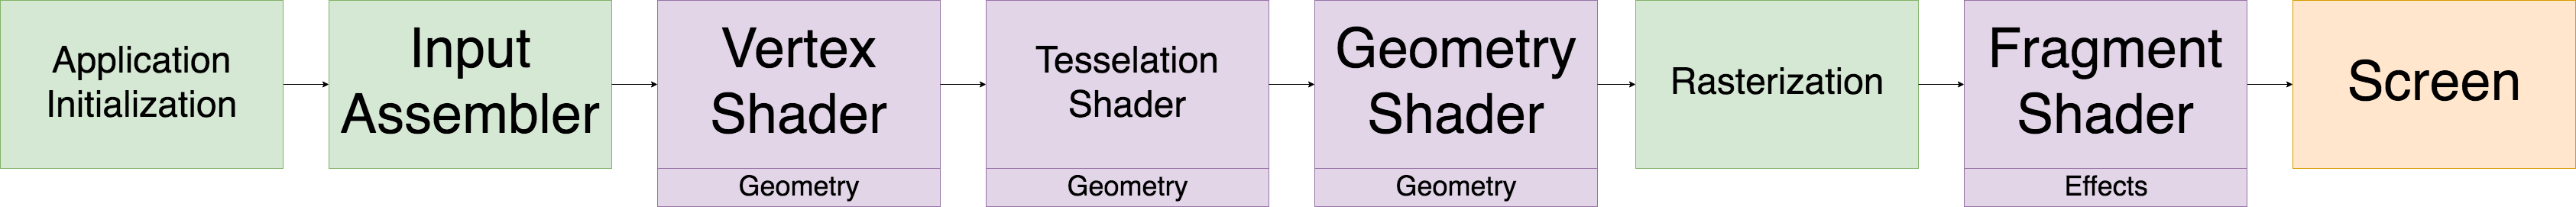 Application
Initialization
Input
Assembler
Vertex
Shader
Geometry
Tesselation
Shader
Geometry
Geometry
Shader
Geometry
Rasterization
Fragment
Shader
Effects
Screen